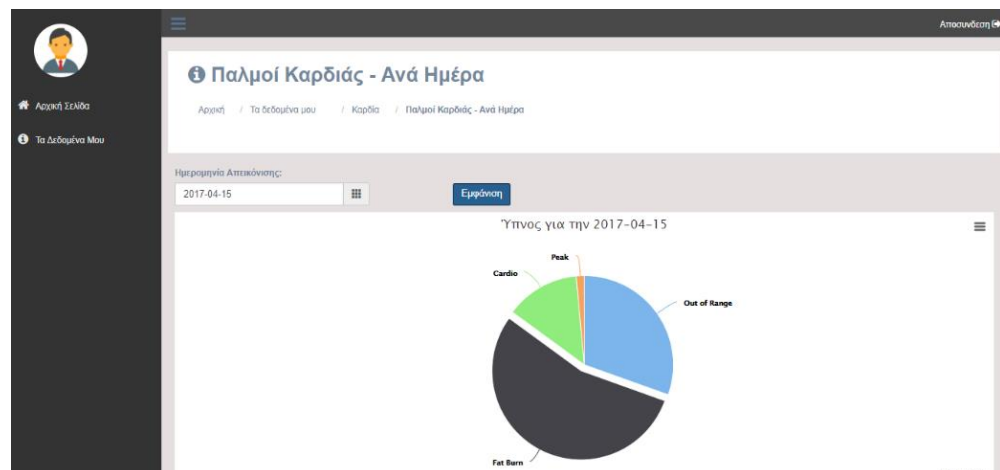 Αποσυνδεση
Παλμοί Καρδιάς - Ανά Ημέρα
Αρχική Σελίδα
Αρχική / Τα δεδομένα μου / Καρδία / Παλμοί Καρδιάς - Ανά Ημέρα
Τα Δεδομένα Μου
Ημερομηνία Απεικόνισης:
2017-04-15
Εμφάνιση
Ύπνος για την 2017-04-15
Peak
Cardio
Out of Range
Fat Burn